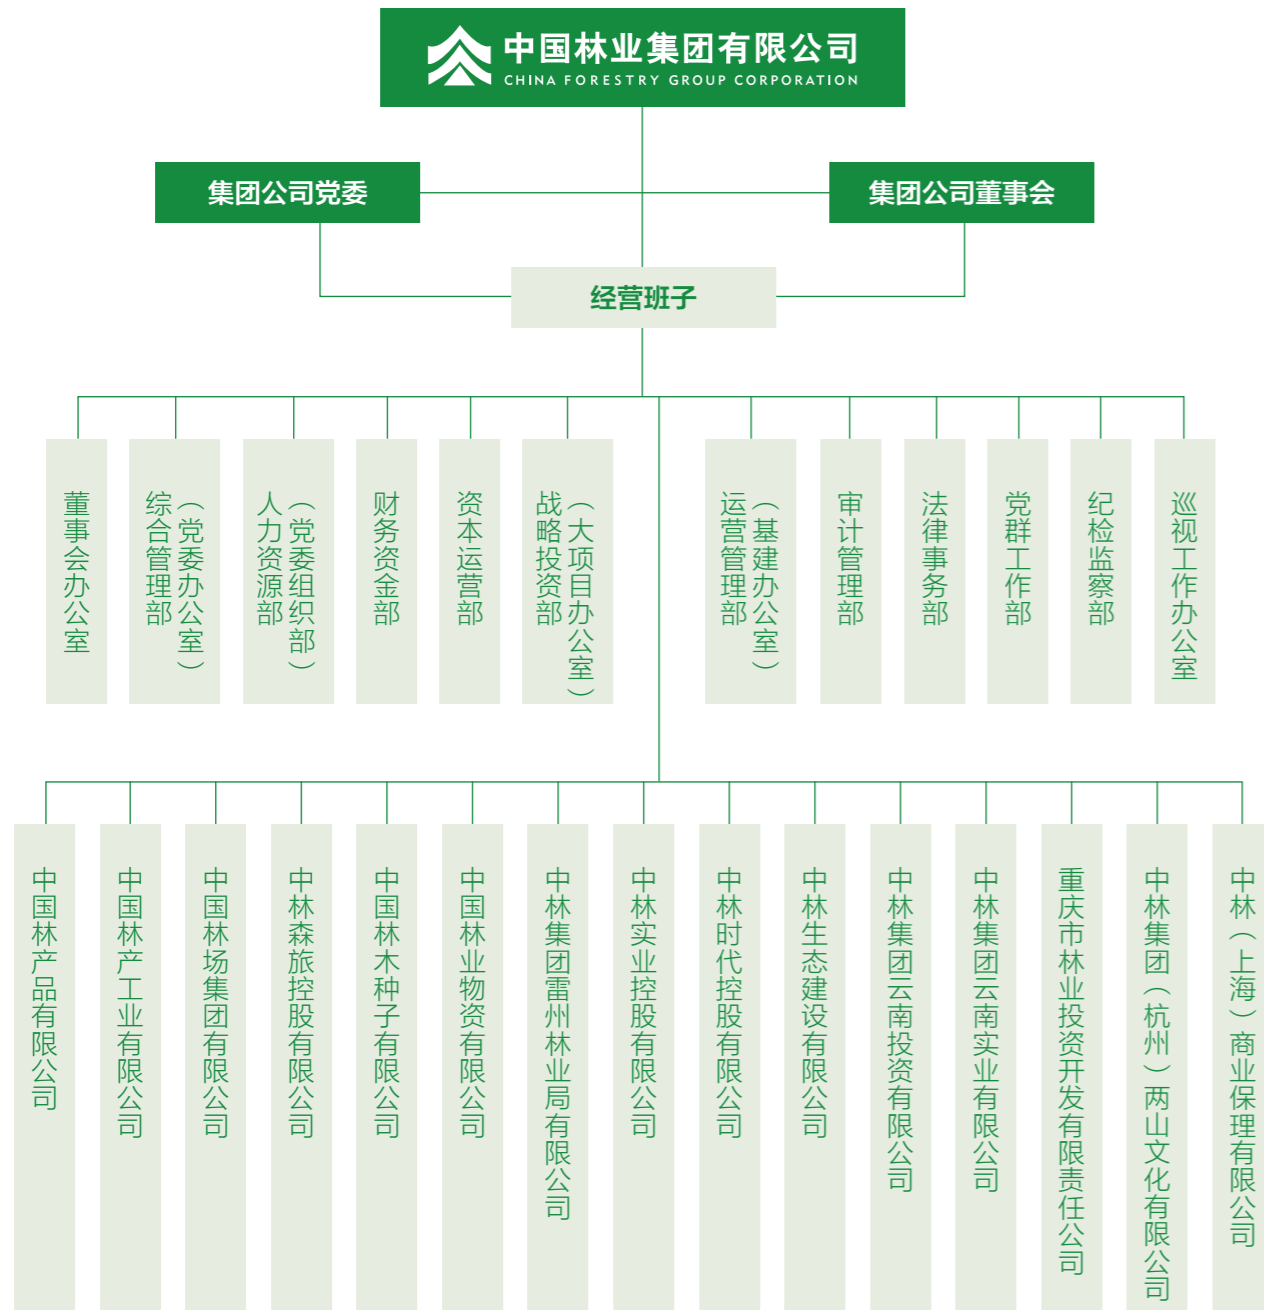 中国林业集团有限公司
CHINA FORESTRY GROUP CORPORATION
集团公司党委
集团公司董事会
经营班子
董事会办公室
综合管理部
（党委办公室）
人力资源部
（党委组织部）
财务资金部
资本运营部
战略投资部
（大项目办公室）
运营管理部
（基建办公室）
审计管理部
法律事务部
党群工作部
纪检监察部
巡视工作办公室
中国林产品有限公司
中国林产工业有限公司
中国林场集团有限公司
中林森旅控股有限公司
中国林木种子有限公司
中国林业物资有限公司
中林集团雷州林业局有限公司
中林实业控股有限公司
中林时代控股有限公司
中林生态建设有限公司
中林集团云南投资有限公司
中林集团云南实业有限公司
重庆市林业投资开发有限责任公司
中林集团（杭州）两山文化有限公司
中林（上海）商业保理有限公司